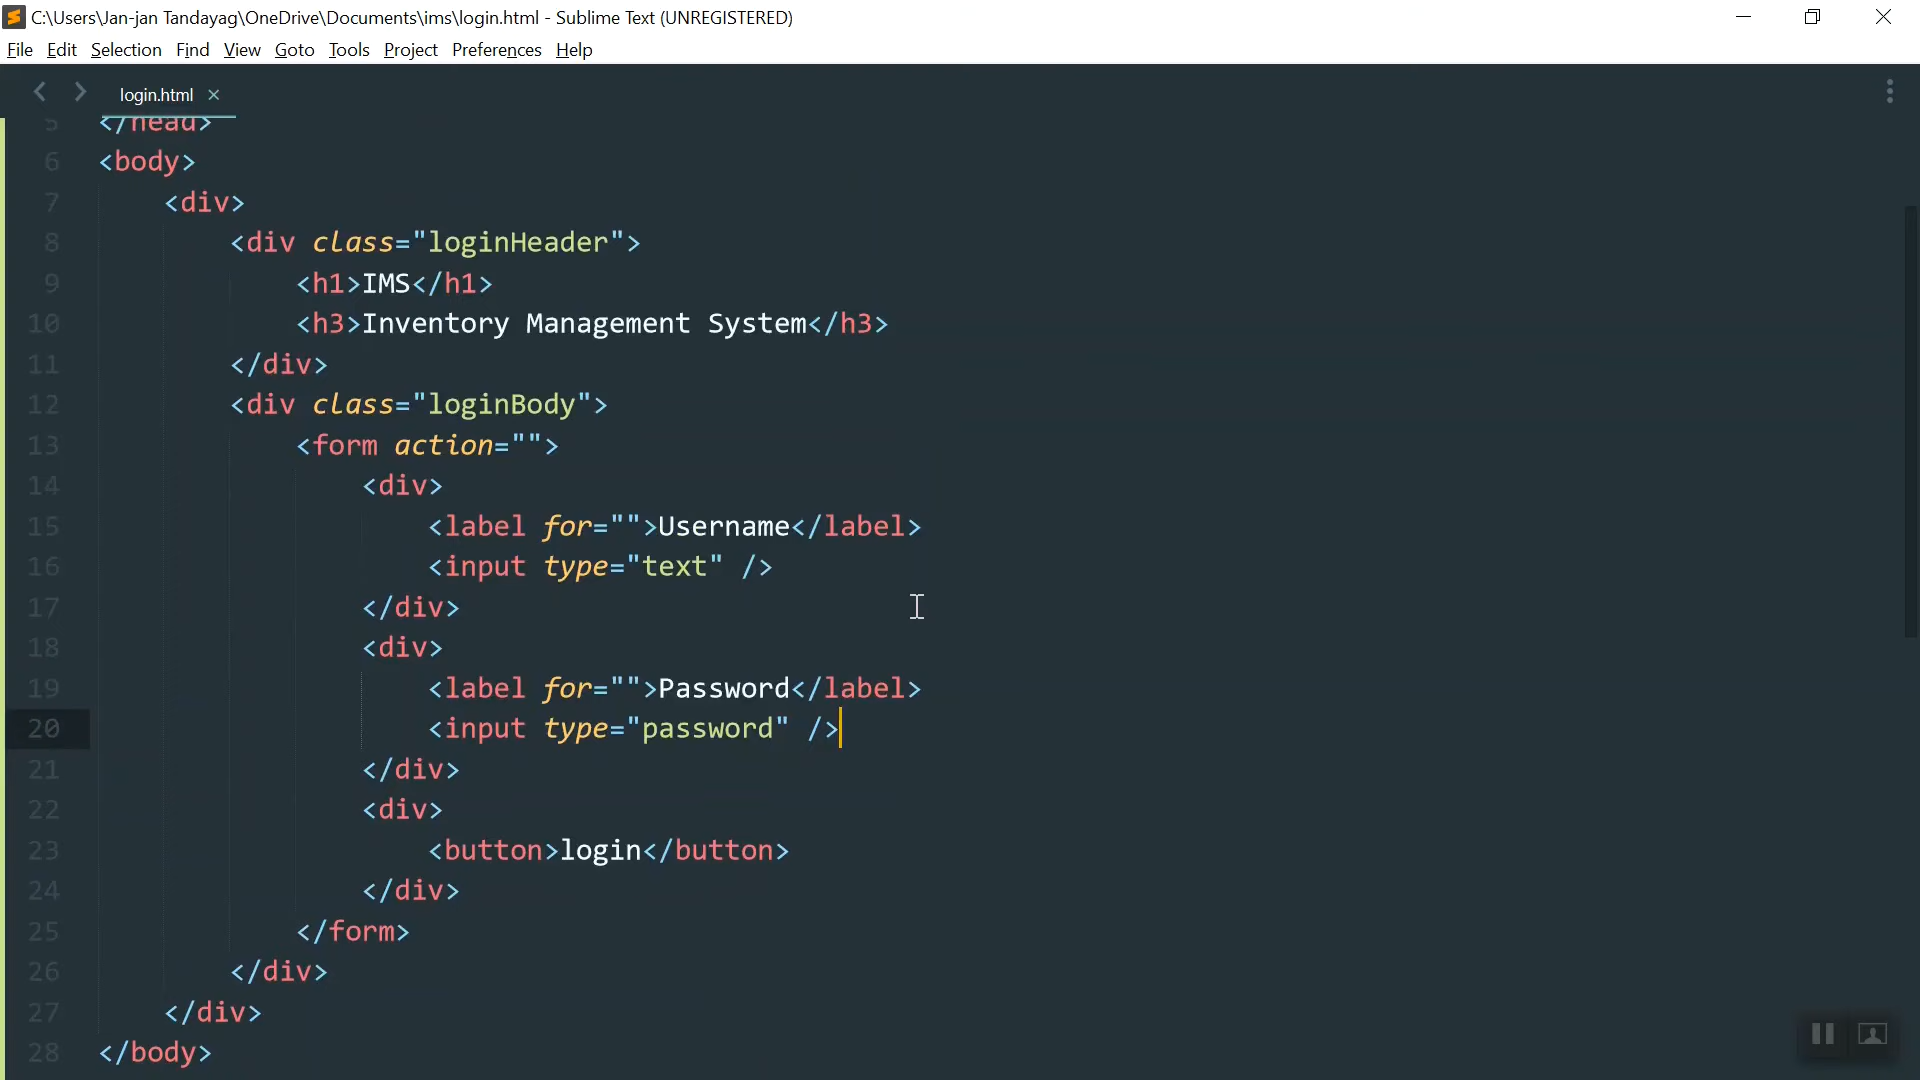 C:\Users\Jan-jan Tandayag\OneDrive\Documents\ims\login.html - Sublime Text (UNREGISTERED)
File Edit Selection Find View Goto Tools Project Preferences Help
login.html
5 </head>
6 <body>
7 <div>
8 <div class="loginHeader">
9 <h1>IMS</h1>
10 <h3>Inventory Management System</h3>
11 </div>
12 <div class="loginBody">
13 <form action="">
14 <div>
15 <label for="">Username</label>
16 <input type="text" />
17 </div>
18 <div>
19 <label for="">Password</label>
20 <input type="password" />
21 </div>
22 <div>
23 <button>login</button>
24 </div>
25 </form>
26 </div>
27 </div>
28 </body>